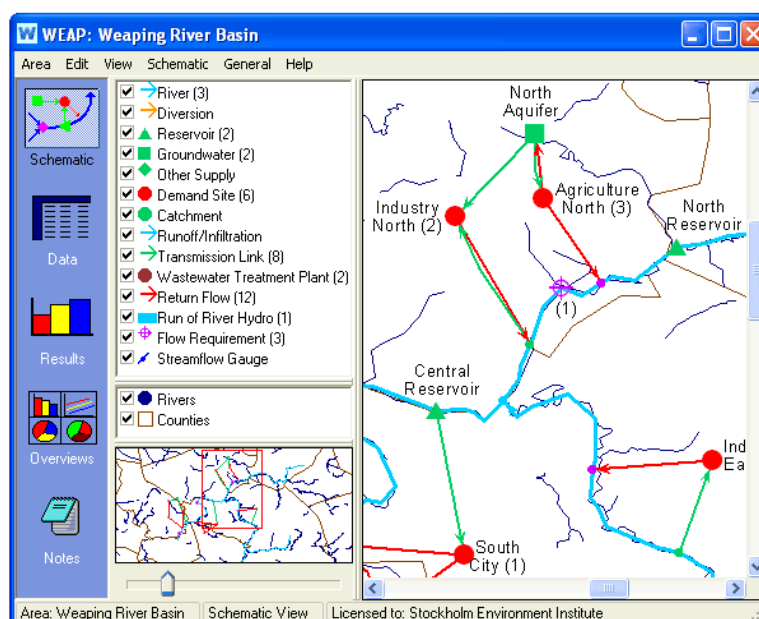 WEAP: Weaping River Basin
Area Edit View Schematic General Help
Schematic
Data
Results
Overviews
Notes
River (3)
Diversion
Reservoir (2)
Groundwater (2)
Other Supply
Demand Site (6)
Catchment
Runoff/Infiltration
Transmission Link (8)
Wastewater Treatment Plant (2)
Return Flow (12)
Run of River Hydro (1)
Flow Requirement (3)
Streamflow Gauge
Rivers
Counties
North
Aquifer
Industry
North (2)
Agriculture
North (3)
North
Reservoir
(1)
Central
Reservoir
Ind
Ea
South
City (1)
Area: Weaping River Basin Schematic View Licensed to: Stockholm Environment Institute